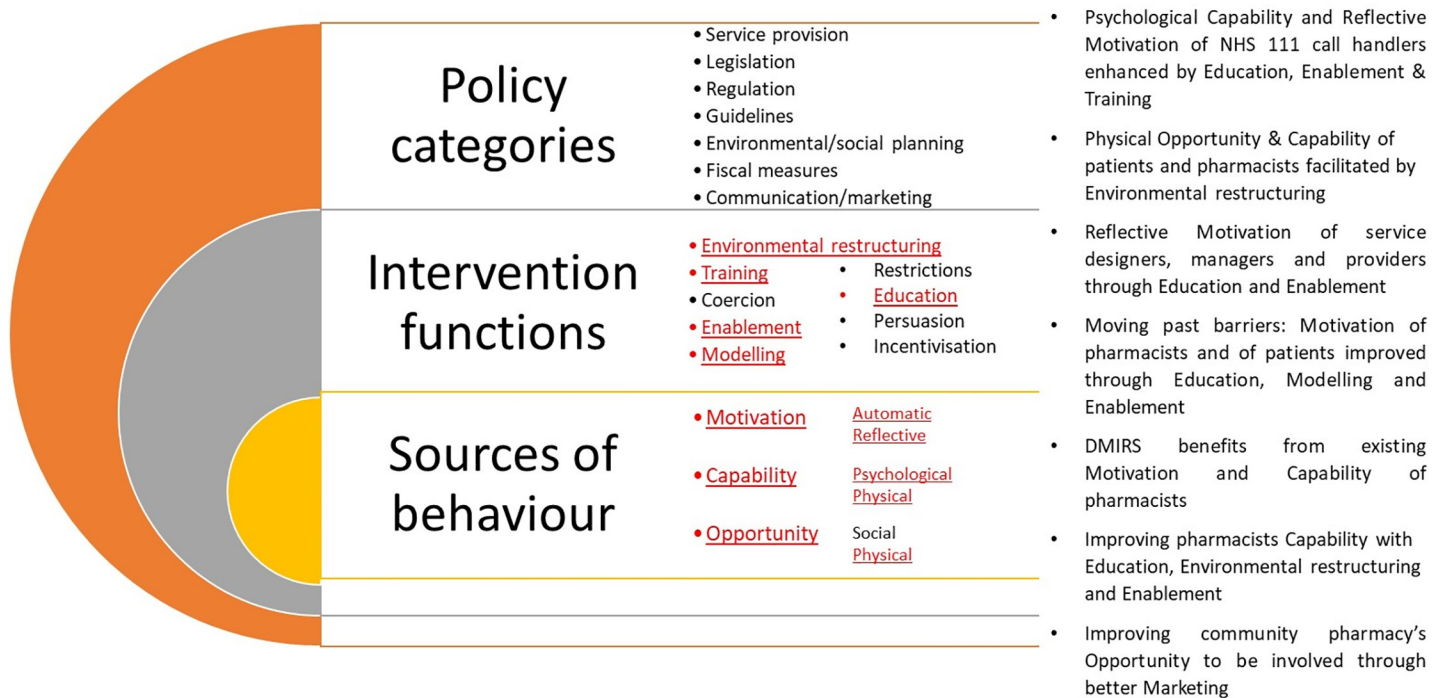 Policy
categories
• Service provision
• Legislation
• Regulation
• Guidelines
• Environmental/social planning
• Fiscal measures
• Communication/marketing
Intervention
functions
• Environmental restructuring
• Training
• Coercion
• Enablement
• Modelling
• Restrictions
• Education
• Persuasion
• Incentivisation
Sources of
behaviour
• Motivation
Automatic
Reflective
• Capability
Psychological
Physical
• Opportunity
Social
Physical
• Psychological Capability and Reflective
Motivation of NHS 111 call handlers
enhanced by Education, Enablement &
Training
• Physical Opportunity & Capability of
patients and pharmacists facilitated by
Environmental restructuring
• Reflective Motivation of service
designers, managers and providers
through Education and Enablement
• Moving past barriers: Motivation of
pharmacists and of patients improved
through Education, Modelling and
Enablement
• DMIRS benefits from existing
Motivation and Capability of
pharmacists
• Improving pharmacists Capability with
Education, Environmental restructuring
and Enablement
• Improving community pharmacy's
Opportunity to be involved through
better Marketing